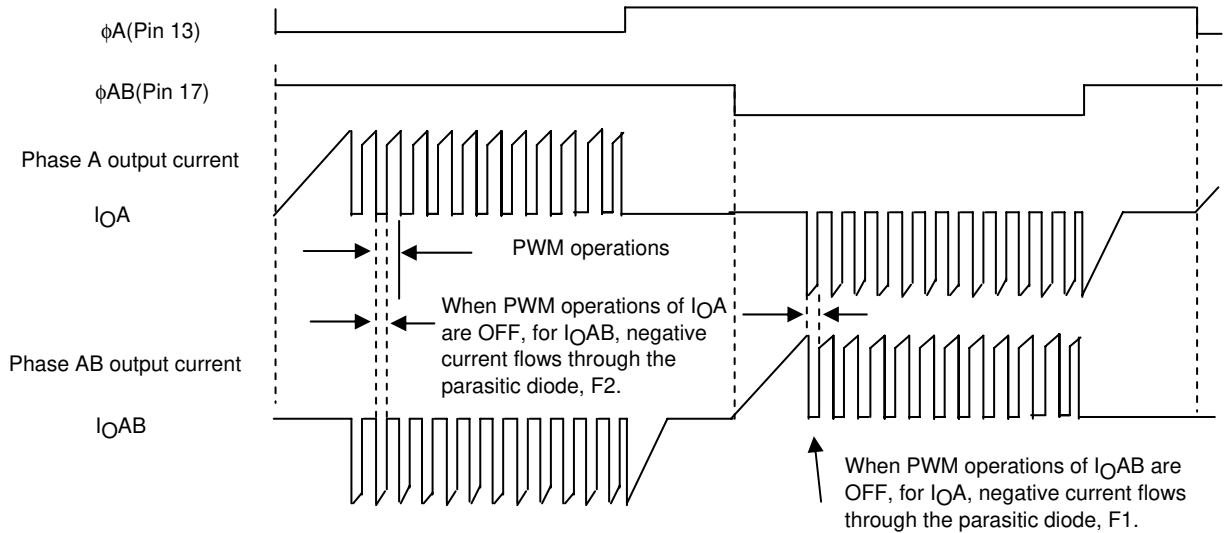 ϕA(Pin 13)
ϕAB(Pin 17)
Phase A output current
IOA
PWM operations
When PWM operations of IOA
are OFF, for IOAB, negative
current flows through the
parasitic diode, F2.
Phase AB output current
IOAB
When PWM operations of IOAB are
OFF, for IOA, negative current flows
through the parasitic diode, F1.